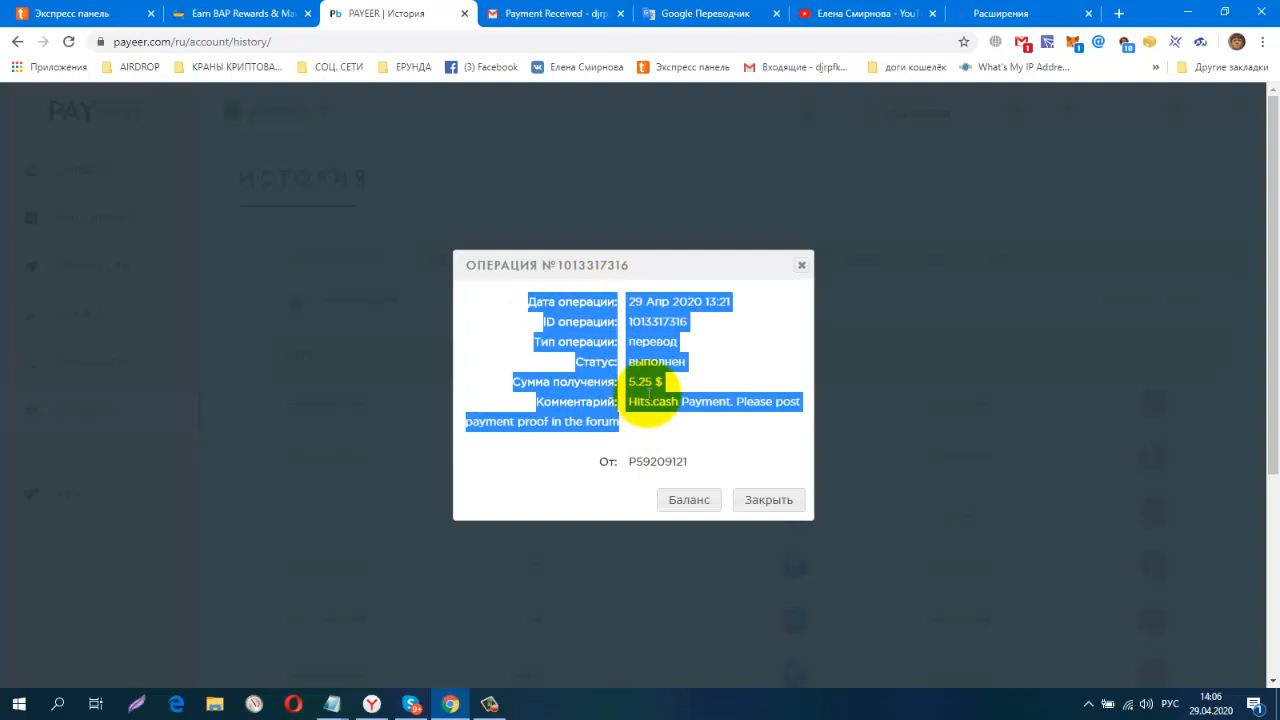 Экспресс панель
Earn BAP Rewards & Ma
Pb PAYEER | История
Payment Received - djrp
Google Переводчик
Елена Смирнова - YouT
Расширения
payeer.com/ru/account/history/
Приложения
AIRDROP
КРАНЫ КРИПТОВА...
СОЦ. СЕТИ
ЕРУНДА
(3) Facebook
Елена Смирнова
Экспресс панель
Входящие - djrpfk...
доги кошелёк
What's My IP Addre...
»
Другие закладки
PAYEER
ИСТОРИЯ
ОПЕРАЦИЯ №1013317316
Дата операции: 29 Апр 2020 13:21
ID операции: 1013317316
Тип операции: перевод
Статус: выполнен
Сумма получения: 5.25 $
Комментарий: Hits.cash Payment. Please post
payment proof in the forum
От: P59209121
Баланс
Закрыть
РУС
14:06
29.04.2020